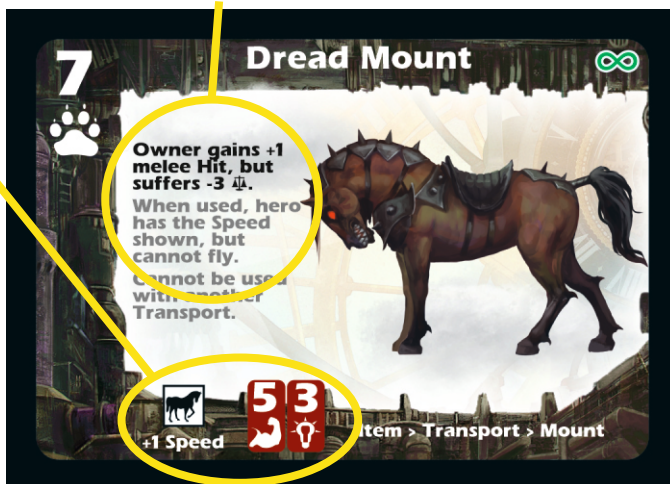 7
Dread Mount
Owner gains +1
melee Hit, but
suffers -3 ⚖.
When used, hero
has the Speed
shown, but
cannot fly.
Cannot be used
with another
Transport.
+1 Speed
5 3
Item > Transport > Mount